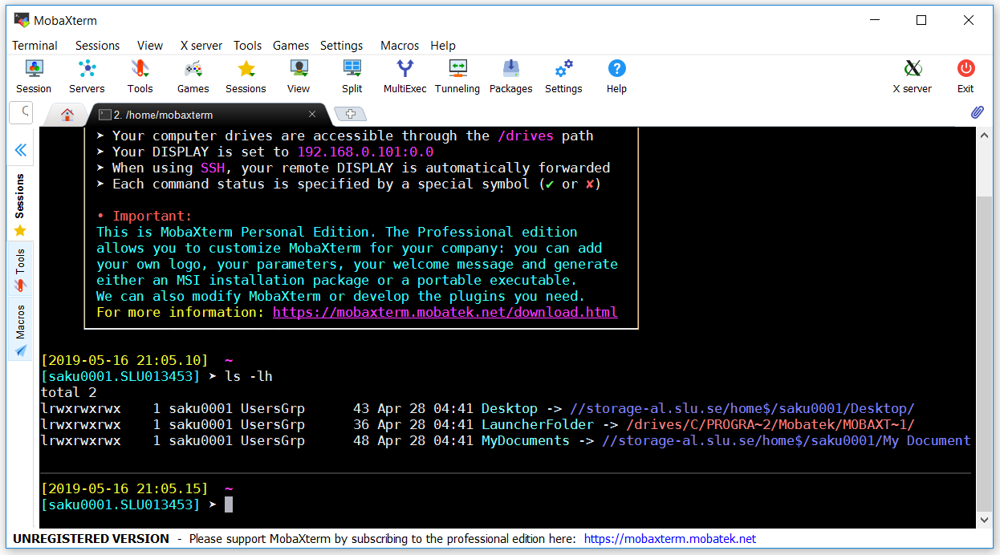 MobaXterm
Terminal Sessions View X server Tools Games Settings Macros Help
Session Servers Tools Games Sessions View Split MultiExec Tunneling Packages Settings Help X server Exit
2. /home/mobaxterm
➤ Your computer drives are accessible through the /drives path
➤ Your DISPLAY is set to 192.168.0.101:0.0
➤ When using SSH, your remote DISPLAY is automatically forwarded
➤ Each command status is specified by a special symbol (✔ or ✘)
• Important:
This is MobaXterm Personal Edition. The Professional edition
allows you to customize MobaXterm for your company: you can add
your own logo, your parameters, your welcome message and generate
either an MSI installation package or a portable executable.
We can also modify MobaXterm or develop the plugins you need.
For more information: https://mobaxterm.mobatek.net/download.html
[2019-05-16 21:05.10] ~
[saku0001.SLU013453] ➤ ls -lh
total 2
lrwxrwxrwx 1 saku0001 UsersGrp 43 Apr 28 04:41 Desktop -> //storage-al.slu.se/home$/saku0001/Desktop/
lrwxrwxrwx 1 saku0001 UsersGrp 36 Apr 28 04:41 LauncherFolder -> /drives/C/PROGRA~2/Mobatek/MOBAXT~1/
lrwxrwxrwx 1 saku0001 UsersGrp 48 Apr 28 04:41 MyDocuments -> //storage-al.slu.se/home$/saku0001/My Document
[2019-05-16 21:05.15] ~
[saku0001.SLU013453] ➤
Sessions
Tools
Macros
UNREGISTERED VERSION - Please support MobaXterm by subscribing to the professional edition here: https://mobaxterm.mobatek.net